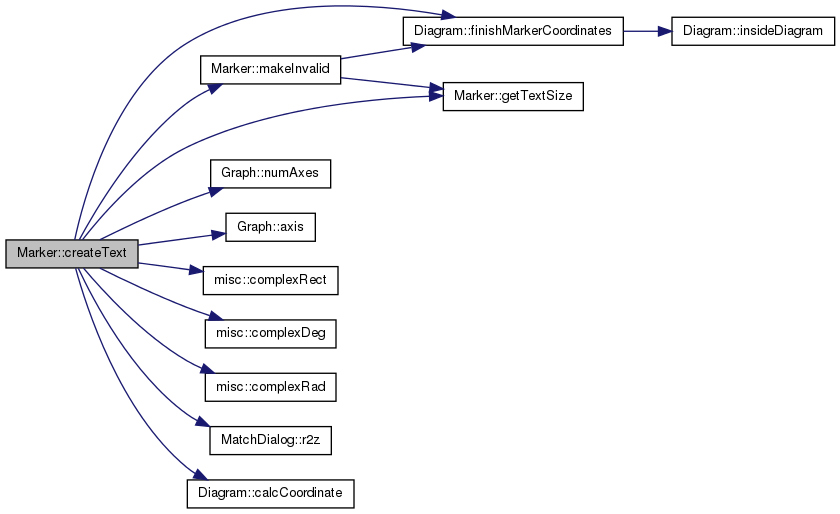 Diagram::finishMarkerCoordinates
Diagram::insideDiagram
Marker::makeInvalid
Marker::getTextSize
Graph::numAxes
Graph::axis
Marker::createText
misc::complexRect
misc::complexDeg
misc::complexRad
MatchDialog::r2z
Diagram::calcCoordinate